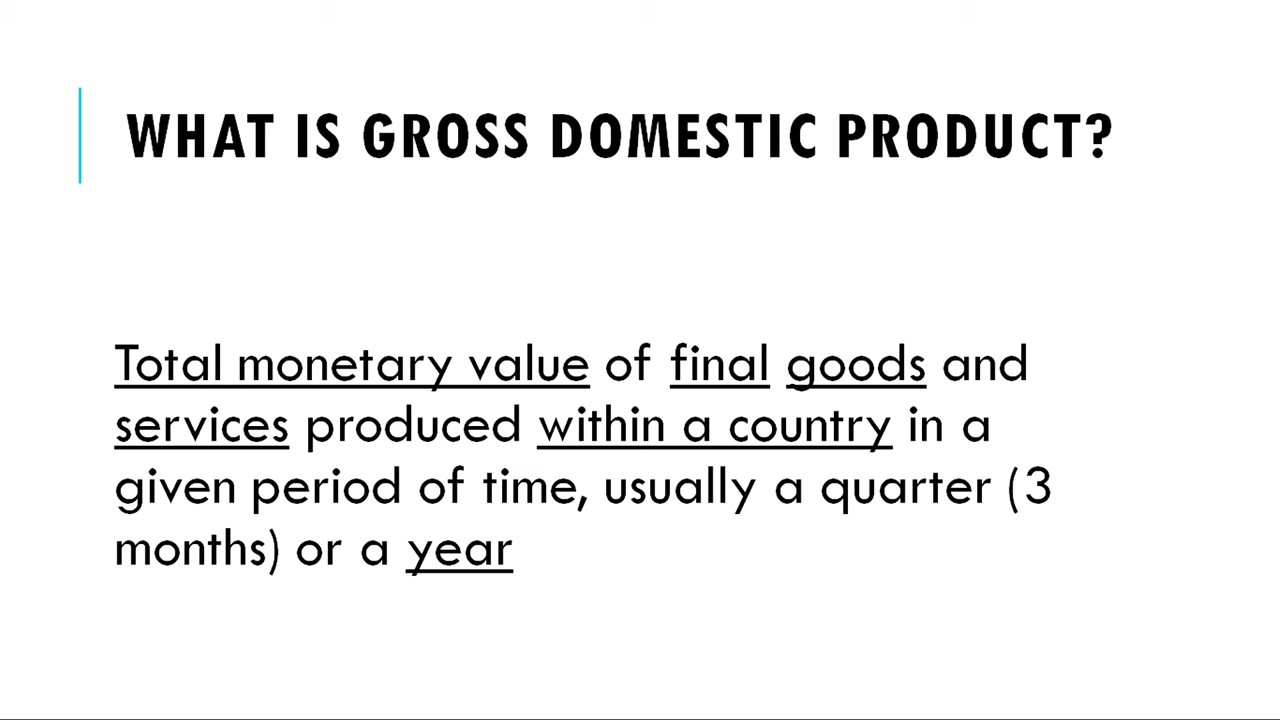 WHAT IS GROSS DOMESTIC PRODUCT?
Total monetary value of final goods and
services produced within a country in a
given period of time, usually a quarter (3
months) or a year